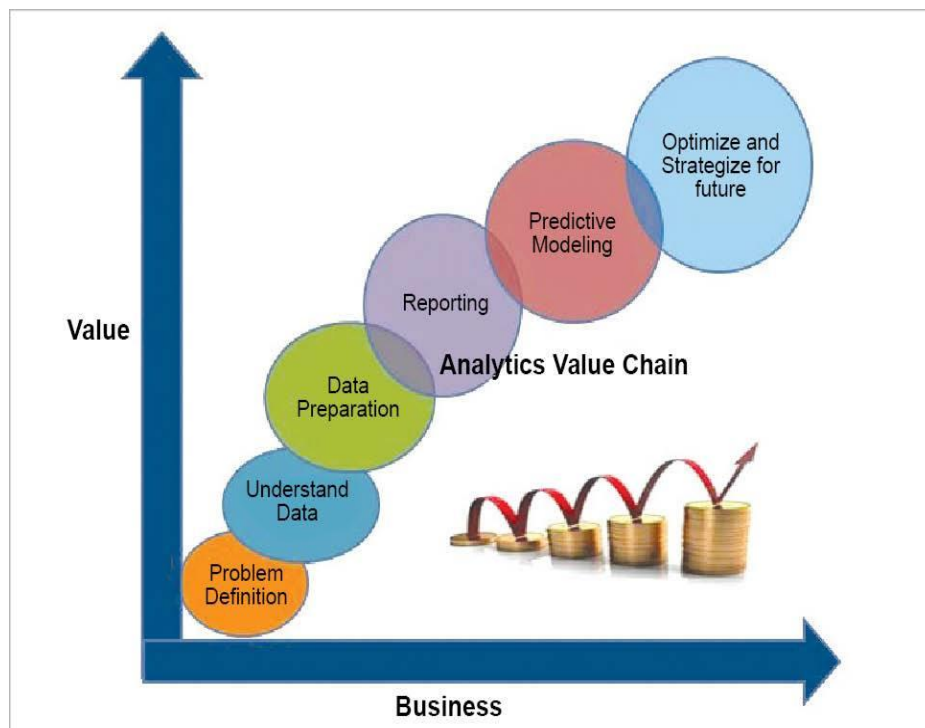 Optimize and
Strategize for
future
Predictive
Modeling
Reporting
Value
Analytics Value Chain
Data
Preparation
Understand
Data
Problem
Definition
Business